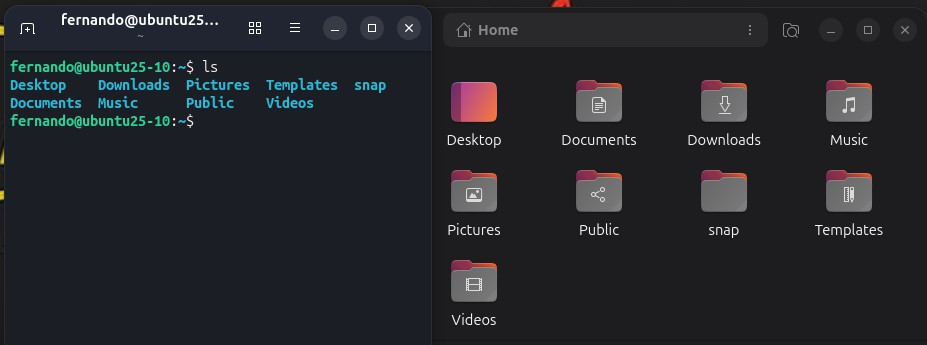 fernando@ubuntu25...
~
fernando@ubuntu25-10:~$ ls
Desktop Downloads Pictures Templates snap
Documents Music Public Videos
fernando@ubuntu25-10:~$
Home
Desktop Documents Downloads Music
Pictures Public snap Templates
Videos